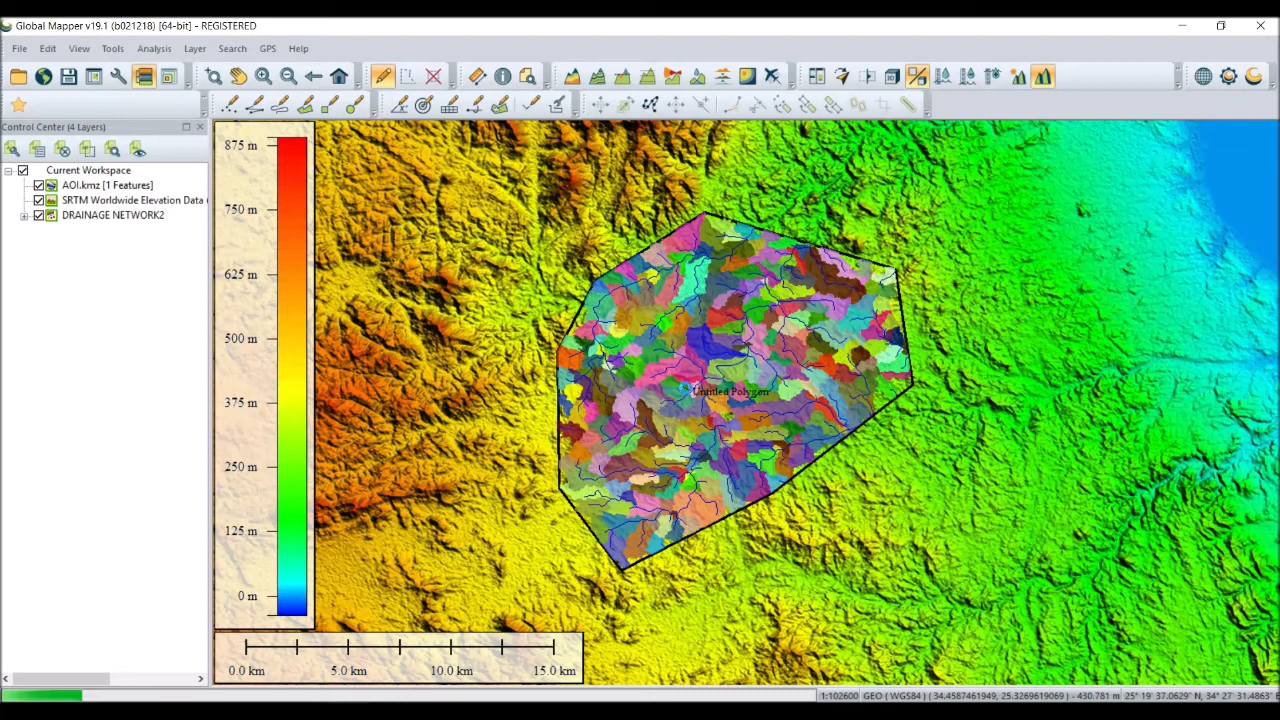 Global Mapper v19.1 (b021218) [64-bit] - REGISTERED
File Edit View Tools Analysis Layer Search GPS Help
Control Center (4 Layers)
Current Workspace
AOI.kmz [1 Features]
SRTM Worldwide Elevation Data (
DRAINAGE NETWORK2
875 m
750 m
625 m
500 m
375 m
250 m
125 m
0 m
Untitled Polygen
0.0 km 5.0 km 10.0 km 15.0 km
1:102600 GEO ( WGS84 ) ( 34.4587461949, 25.3269619069 ) - 430.781 m 25° 19' 37.0629" N, 34° 27' 31.4863" E